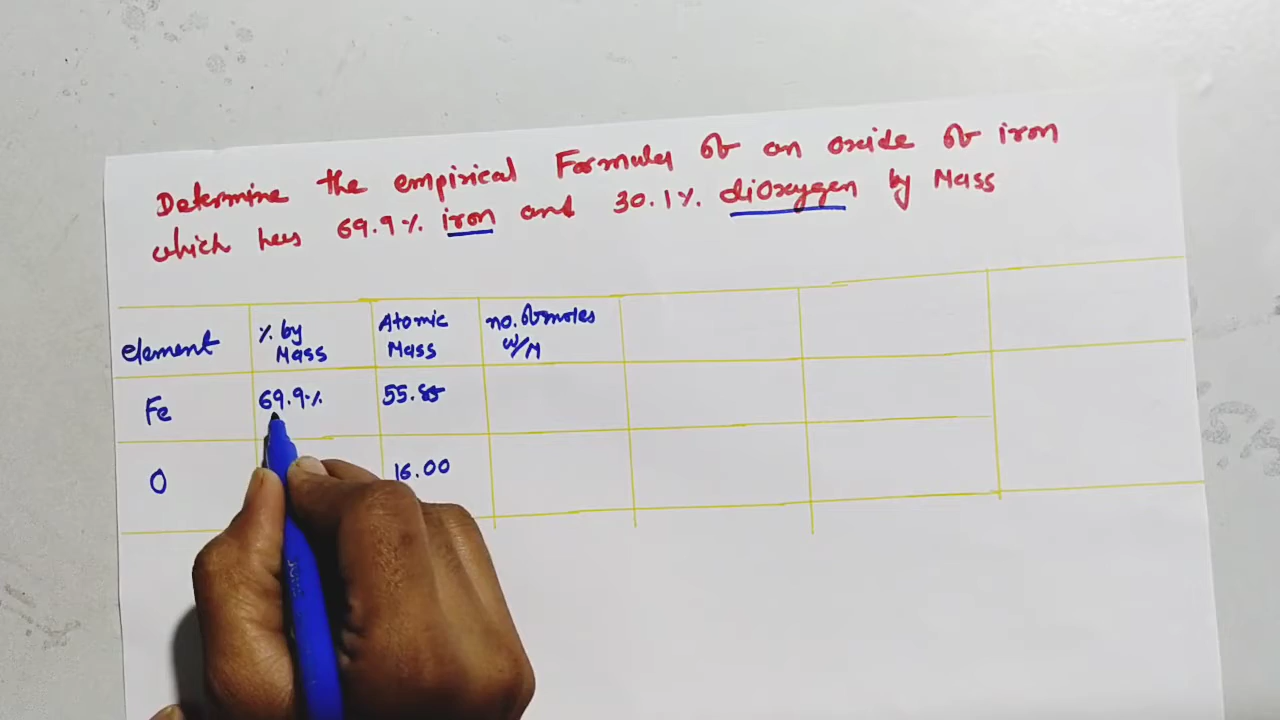 Determine the empirical Formula of an oxide of iron
which has 69.9% iron and 30.1% diOxygen by Mass
element
% by
Mass
Atomic
Mass
no. of moles
w/M
Fe
69.9%
55.85
O
16.00